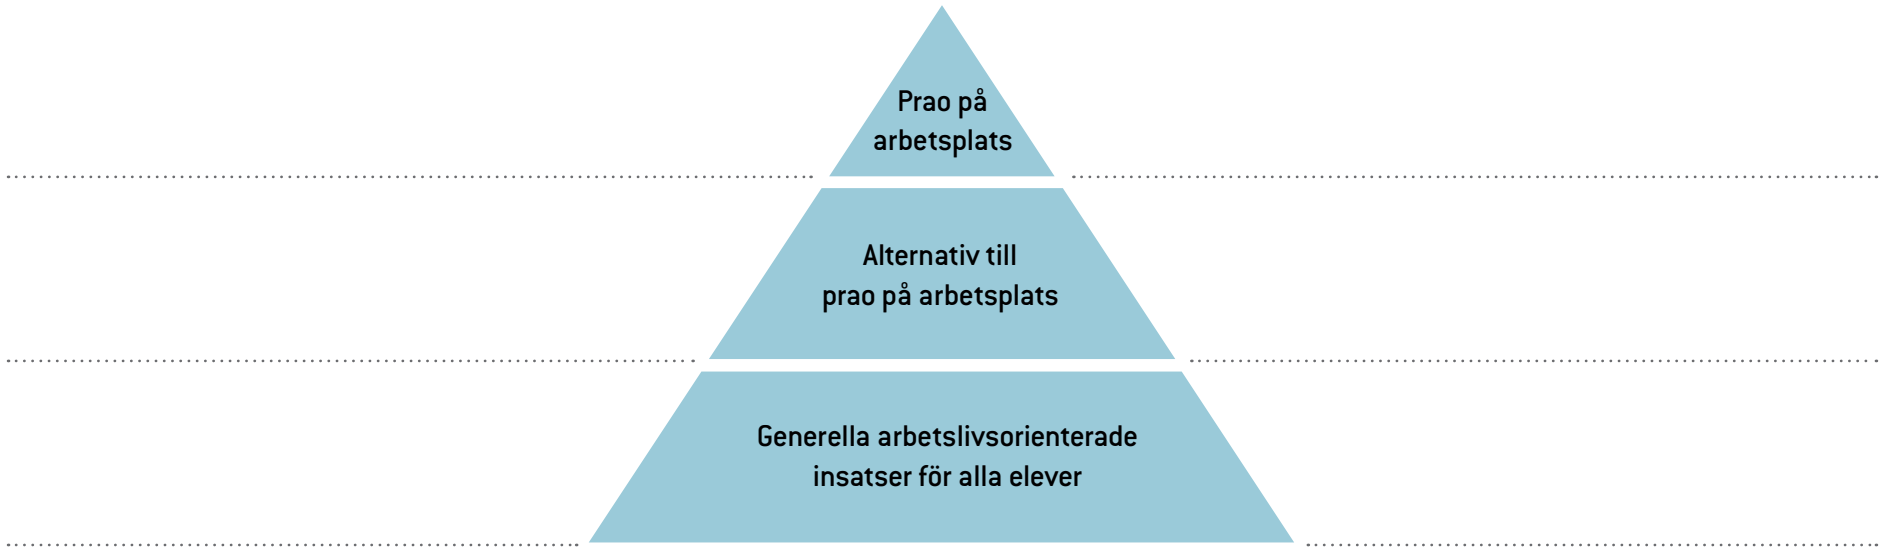 Prao på
arbetsplats
Alternativ till
prao på arbetsplats
Generella arbetslivsorienterade
insatser för alla elever